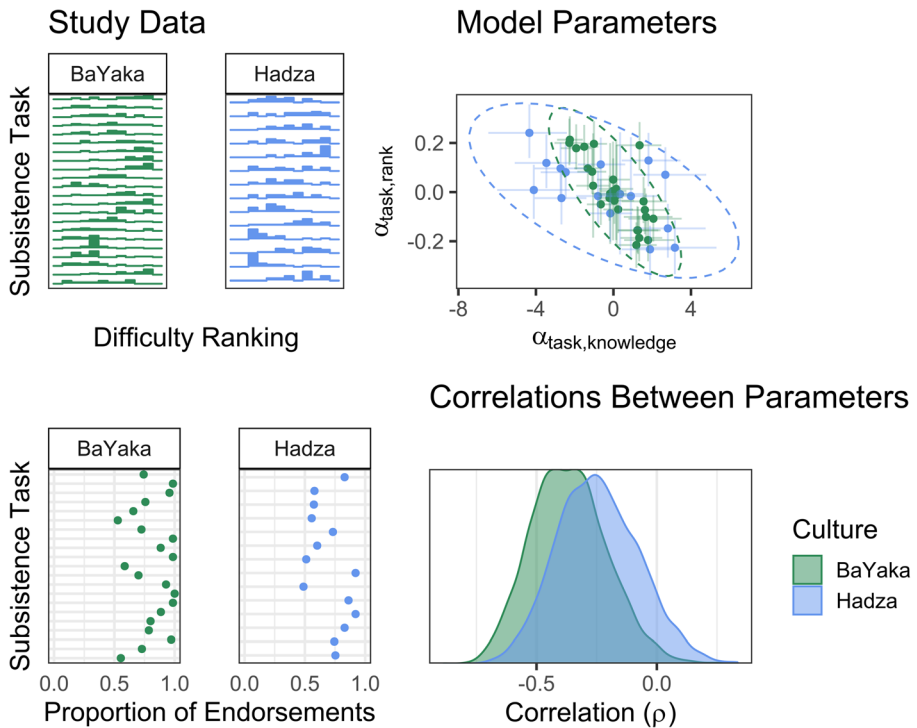 Study Data
BaYaka
Hadza
Subsistence Task
Difficulty Ranking
Model Parameters
αtask,rank
0.2
0.0
-0.2
-8
-4
0
4
αtask,knowledge
BaYaka
Hadza
Subsistence Task
0.0
0.5
1.0
0.0
0.5
1.0
Proportion of Endorsements
Correlations Between Parameters
-0.5
0.0
Correlation (ρ)
Culture
BaYaka
Hadza